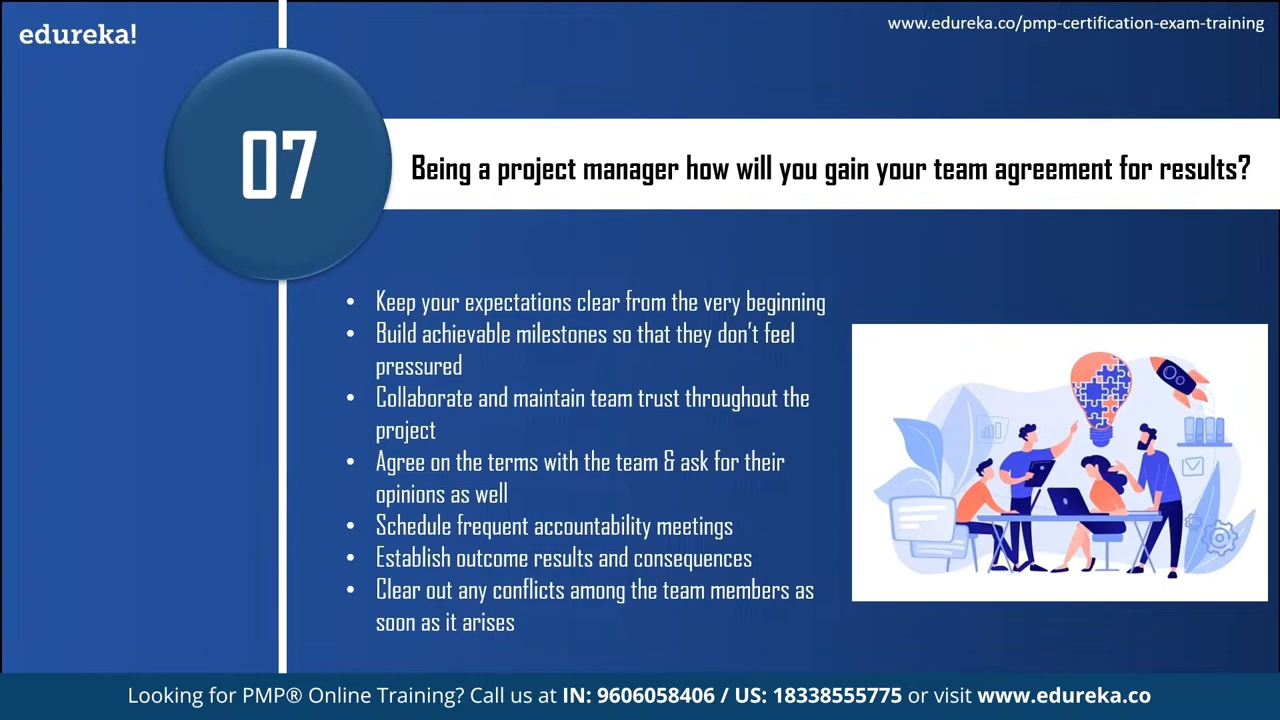 edureka!
www.edureka.co/pmp-certification-exam-training
07
Being a project manager how will you gain your team agreement for results?
• Keep your expectations clear from the very beginning
• Build achievable milestones so that they don't feel
pressured
• Collaborate and maintain team trust throughout the
project
• Agree on the terms with the team & ask for their
opinions as well
• Schedule frequent accountability meetings
• Establish outcome results and consequences
• Clear out any conflicts among the team members as
soon as it arises
Looking for PMP® Online Training? Call us at IN: 9606058406 / US: 18338555775 or visit www.edureka.co